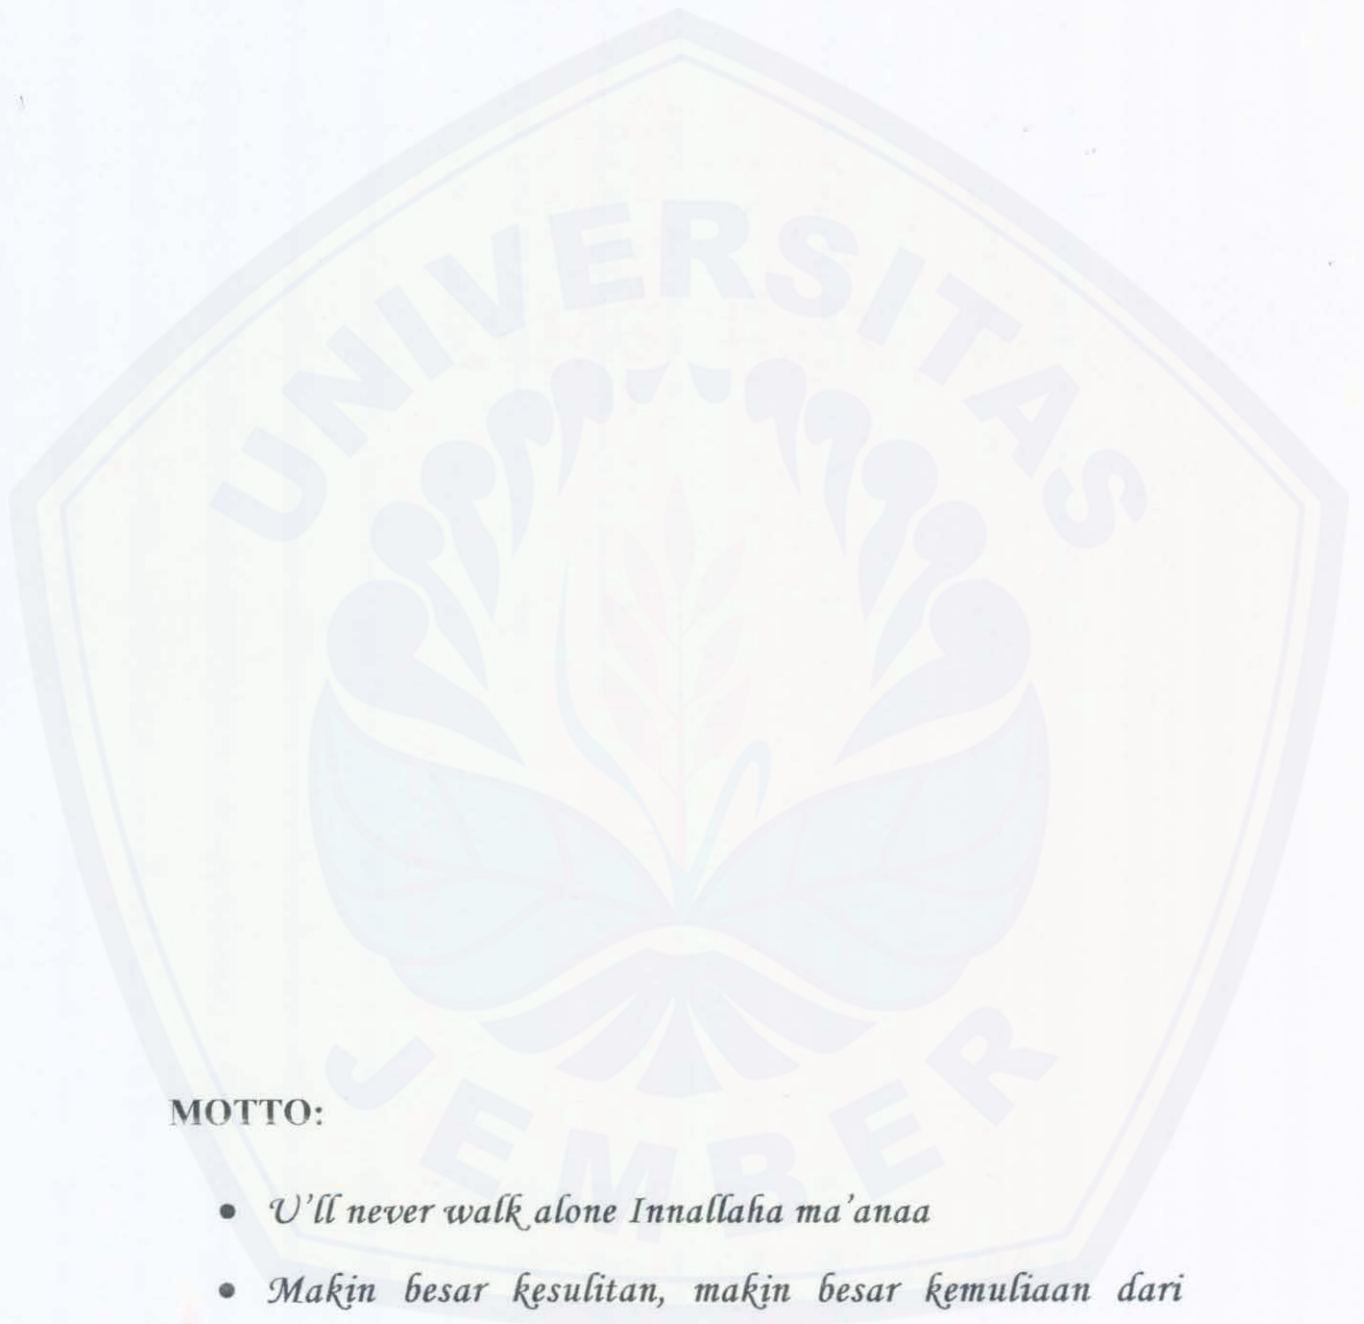 UNIVERSITAS
JEMBER
MOTTO:
• U'll never walk alone Innallaha ma'anaa
• Makin besar kesulitan, makin besar kemuliaan dari